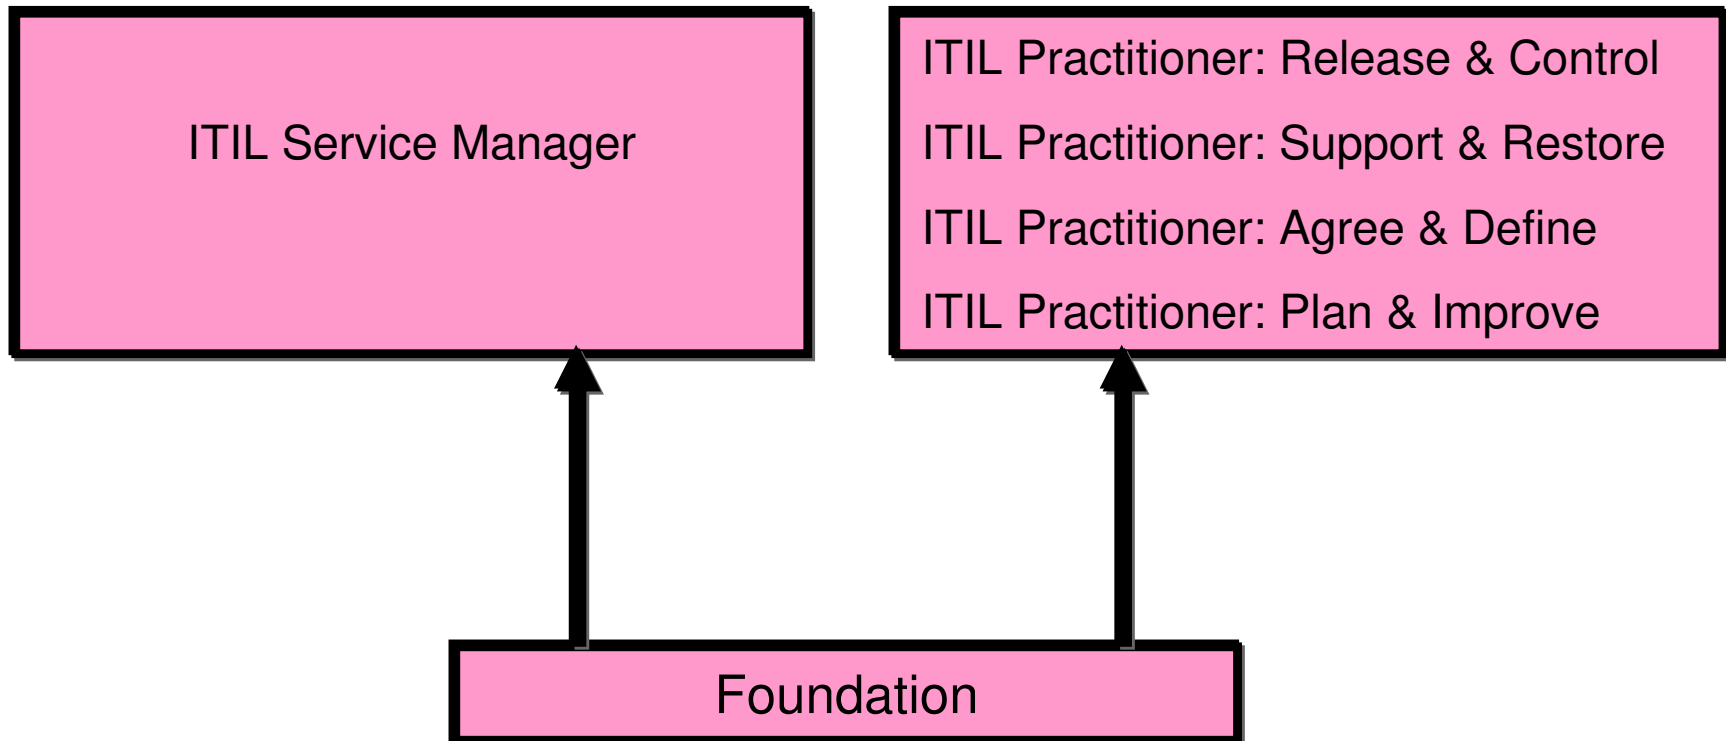 ITIL Service Manager
ITIL Practitioner: Release & Control
ITIL Practitioner: Support & Restore
ITIL Practitioner: Agree & Define
ITIL Practitioner: Plan & Improve
Foundation